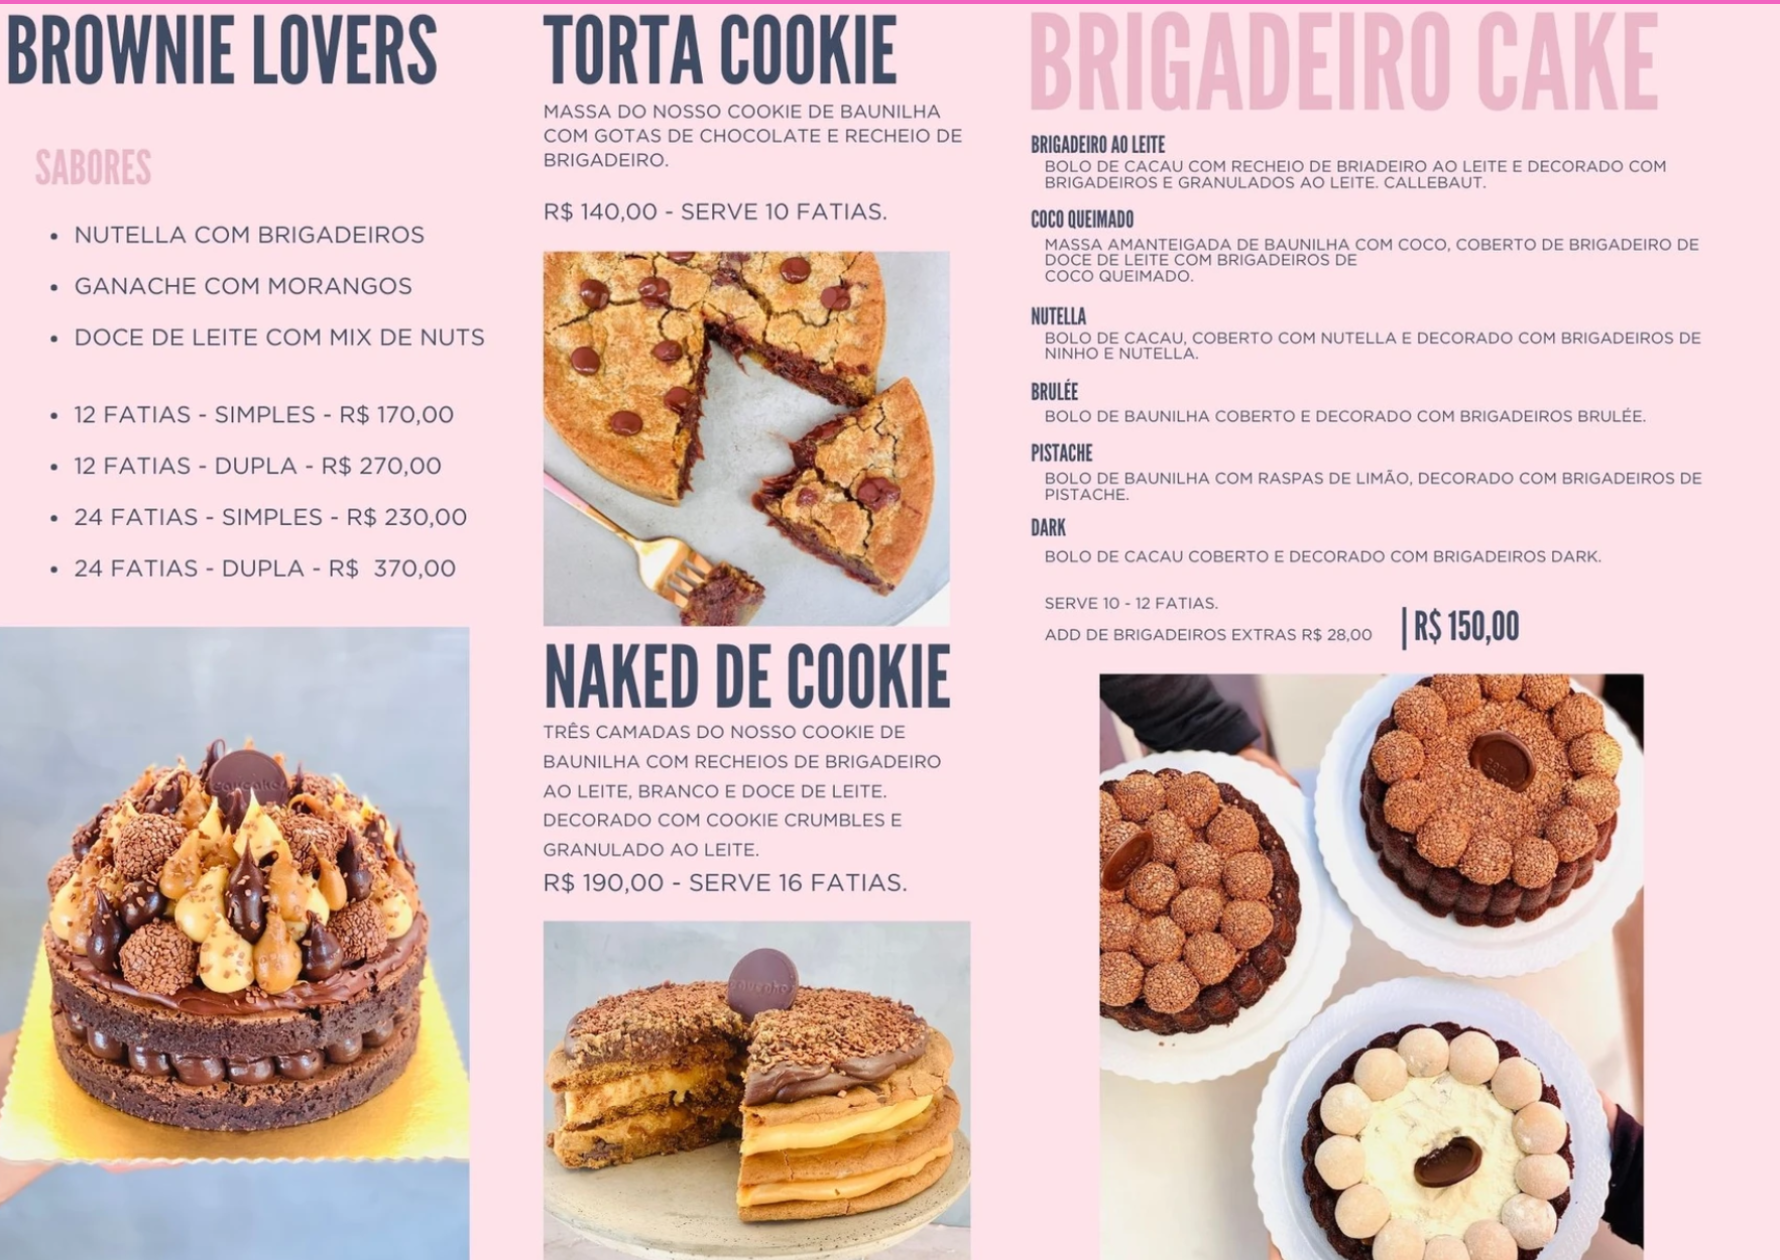 BROWNIE LOVERS
SABORES
• NUTELLA COM BRIGADEIROS
• GANACHE COM MORANGOS
• DOCE DE LEITE COM MIX DE NUTS
• 12 FATIAS - SIMPLES - R$ 170,00
• 12 FATIAS - DUPLA - R$ 270,00
• 24 FATIAS - SIMPLES - R$ 230,00
• 24 FATIAS - DUPLA - R$ 370,00
TORTA COOKIE
MASSA DO NOSSO COOKIE DE BAUNILHA
COM GOTAS DE CHOCOLATE E RECHEIO DE
BRIGADEIRO.
R$ 140,00 - SERVE 10 FATIAS.
NAKED DE COOKIE
TRÊS CAMADAS DO NOSSO COOKIE DE
BAUNILHA COM RECHEIOS DE BRIGADEIRO
AO LEITE, BRANCO E DOCE DE LEITE.
DECORADO COM COOKIE CRUMBLES E
GRANULADO AO LEITE.
R$ 190,00 - SERVE 16 FATIAS.
BRIGADEIRO CAKE
BRIGADEIRO AO LEITE
BOLO DE CACAU COM RECHEIO DE BRIADEIRO AO LEITE E DECORADO COM
BRIGADEIROS E GRANULADOS AO LEITE. CALLEBAUT.
COCO QUEIMADO
MASSA AMANTEIGADA DE BAUNILHA COM COCO, COBERTO DE BRIGADEIRO DE
DOCE DE LEITE COM BRIGADEIROS DE
COCO QUEIMADO.
NUTELLA
BOLO DE CACAU, COBERTO COM NUTELLA E DECORADO COM BRIGADEIROS DE
NINHO E NUTELLA.
BRULÉE
BOLO DE BAUNILHA COBERTO E DECORADO COM BRIGADEIROS BRULÉE.
PISTACHE
BOLO DE BAUNILHA COM RASPAS DE LIMÃO, DECORADO COM BRIGADEIROS DE
PISTACHE.
DARK
BOLO DE CACAU COBERTO E DECORADO COM BRIGADEIROS DARK.
SERVE 10 - 12 FATIAS.
ADD DE BRIGADEIROS EXTRAS R$ 28,00 | R$ 150,00